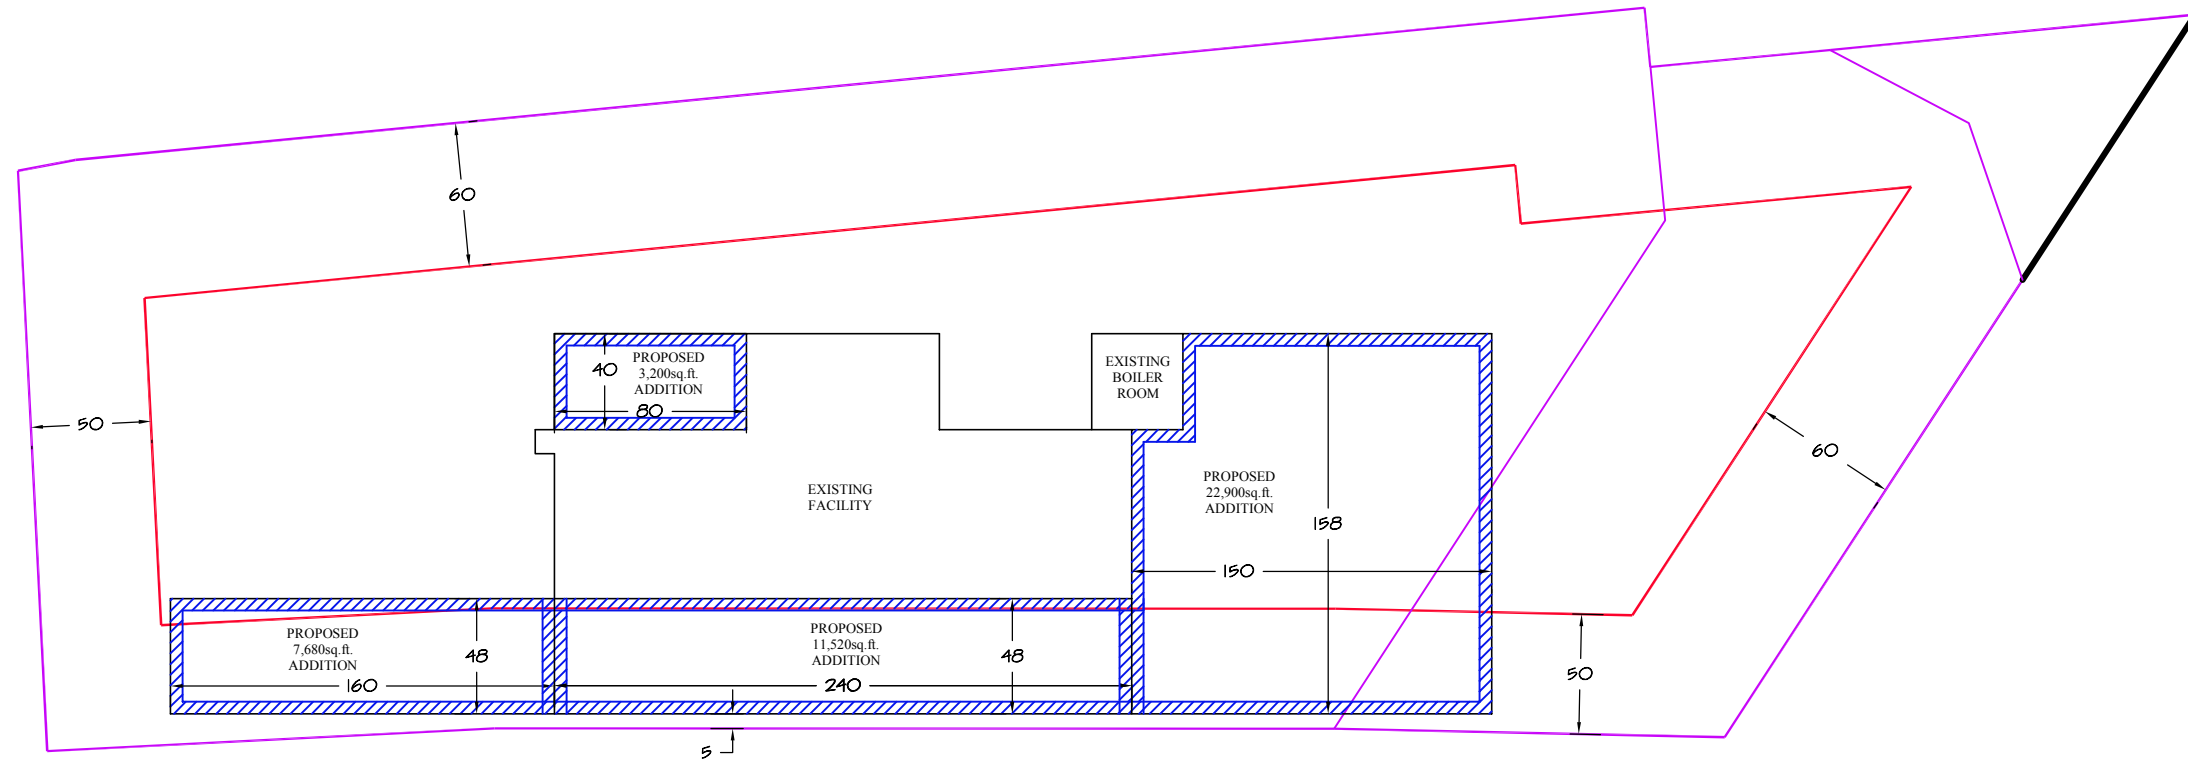 60
PROPOSED
3,200sq.ft.
ADDITION
40
80
EXISTING
BOILER
ROOM
50
60
EXISTING
FACILITY
PROPOSED
22,900sq.ft.
ADDITION
158
150
PROPOSED
7,680sq.ft.
ADDITION
48
160
PROPOSED
11,520sq.ft.
ADDITION
48
240
50
5